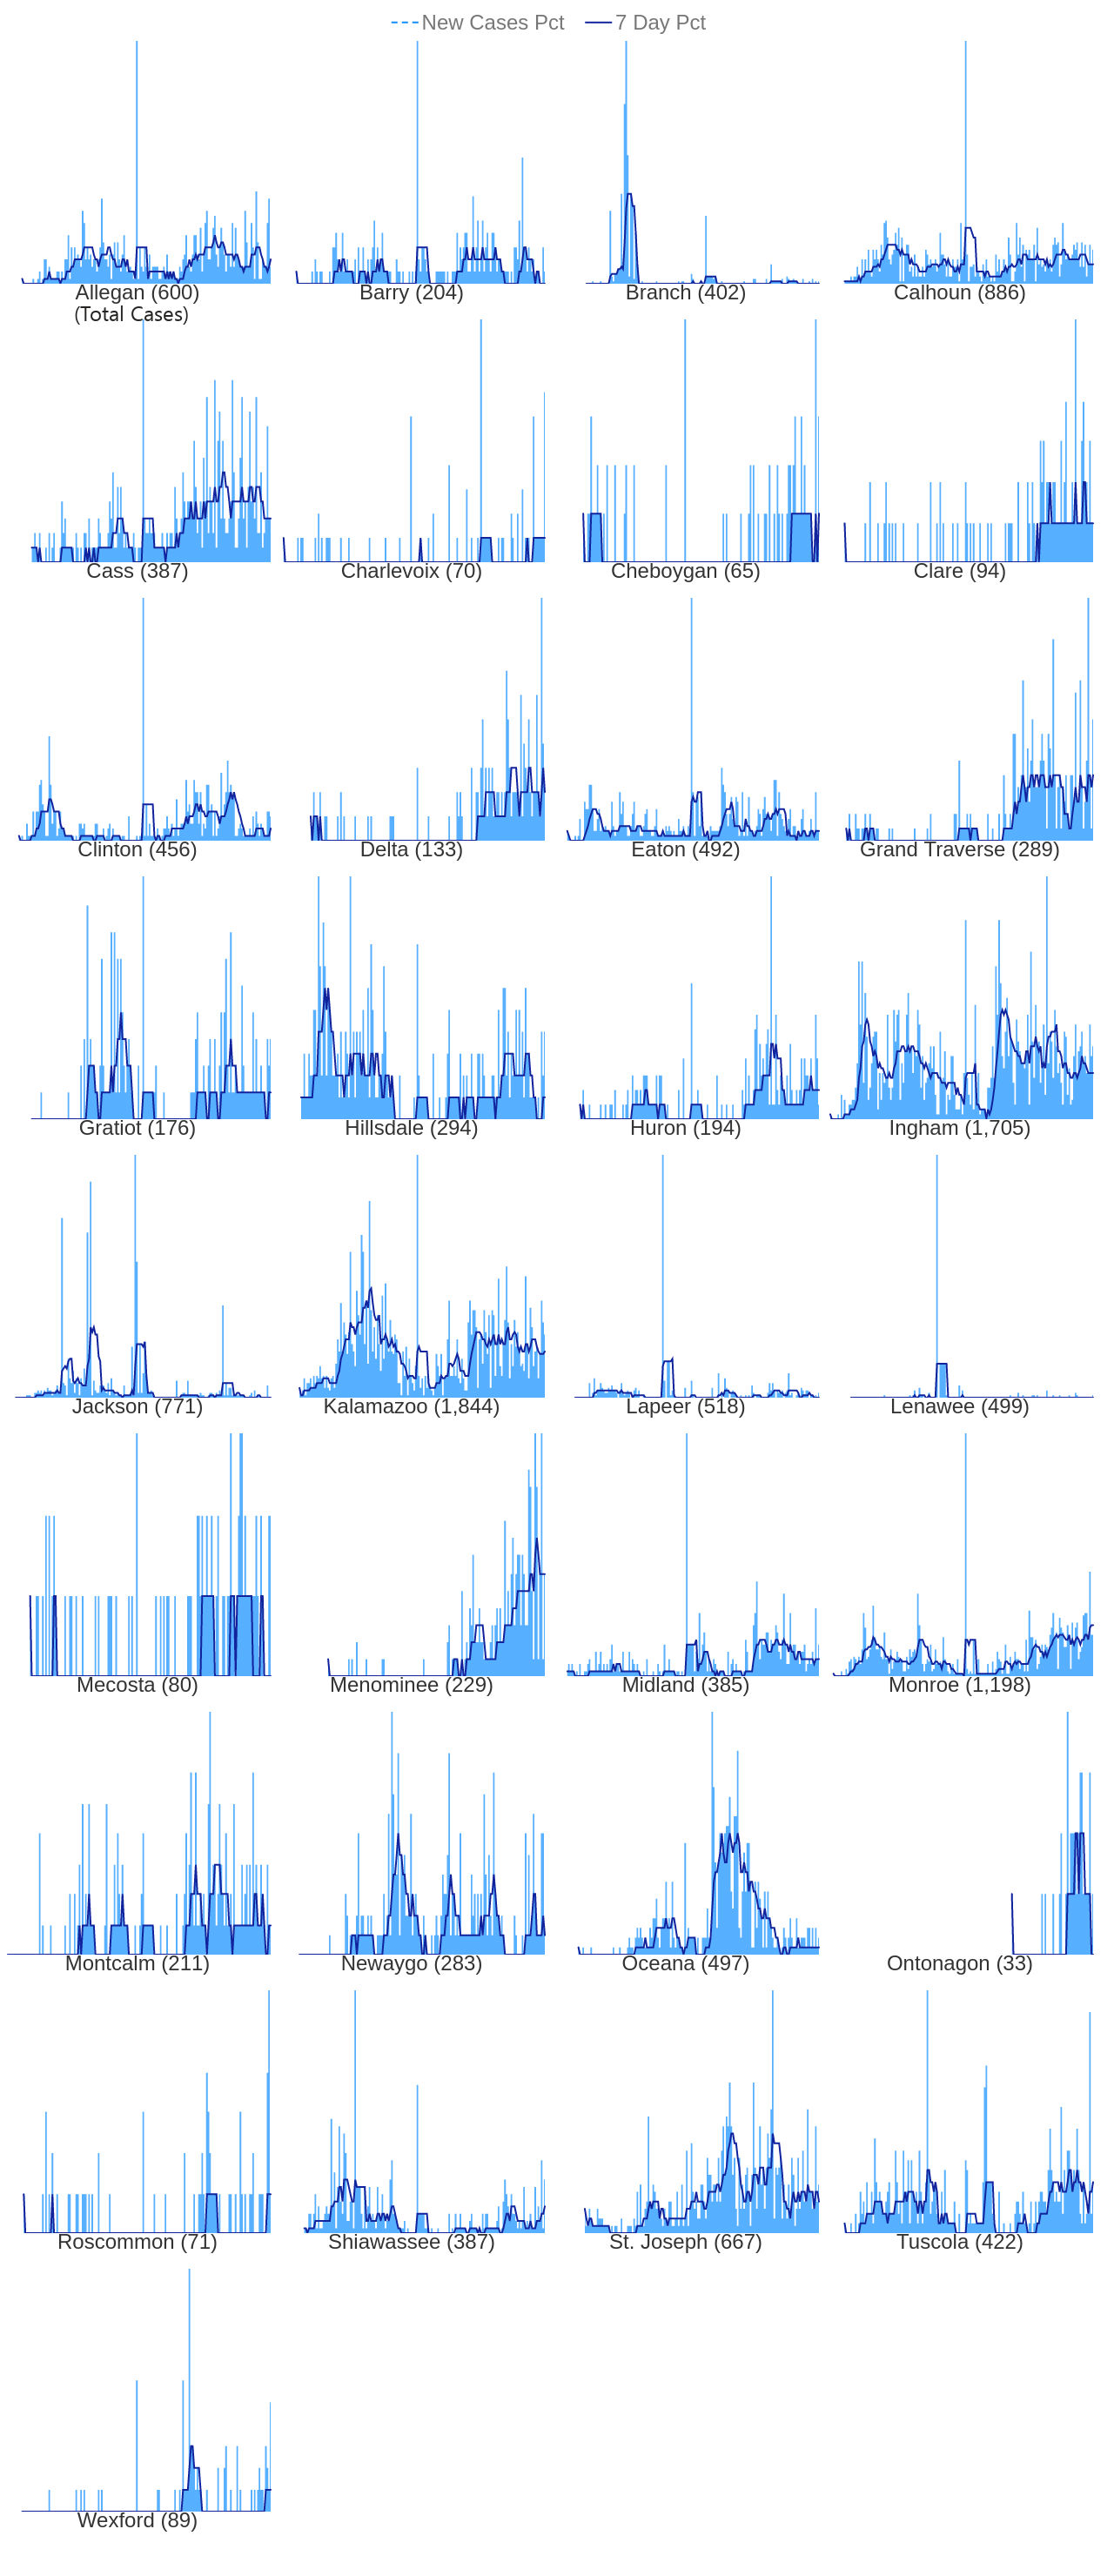 New Cases Pct 7 Day Pct
Allegan (600) Barry (204) Branch (402) Calhoun (886)
(Total Cases)
Cass (387) Charlevoix (70) Cheboygan (65) Clare (94)
Clinton (456) Delta (133) Eaton (492) Grand Traverse (289)
Gratiot (176) Hillsdale (294) Huron (194) Ingham (1,705)
Jackson (771) Kalamazoo (1,844) Lapeer (518) Lenawee (499)
Mecosta (80) Menominee (229) Midland (385) Monroe (1,198)
Montcalm (211) Newaygo (283) Oceana (497) Ontonagon (33)
Roscommon (71) Shiawassee (387) St. Joseph (667) Tuscola (422)
Wexford (89)